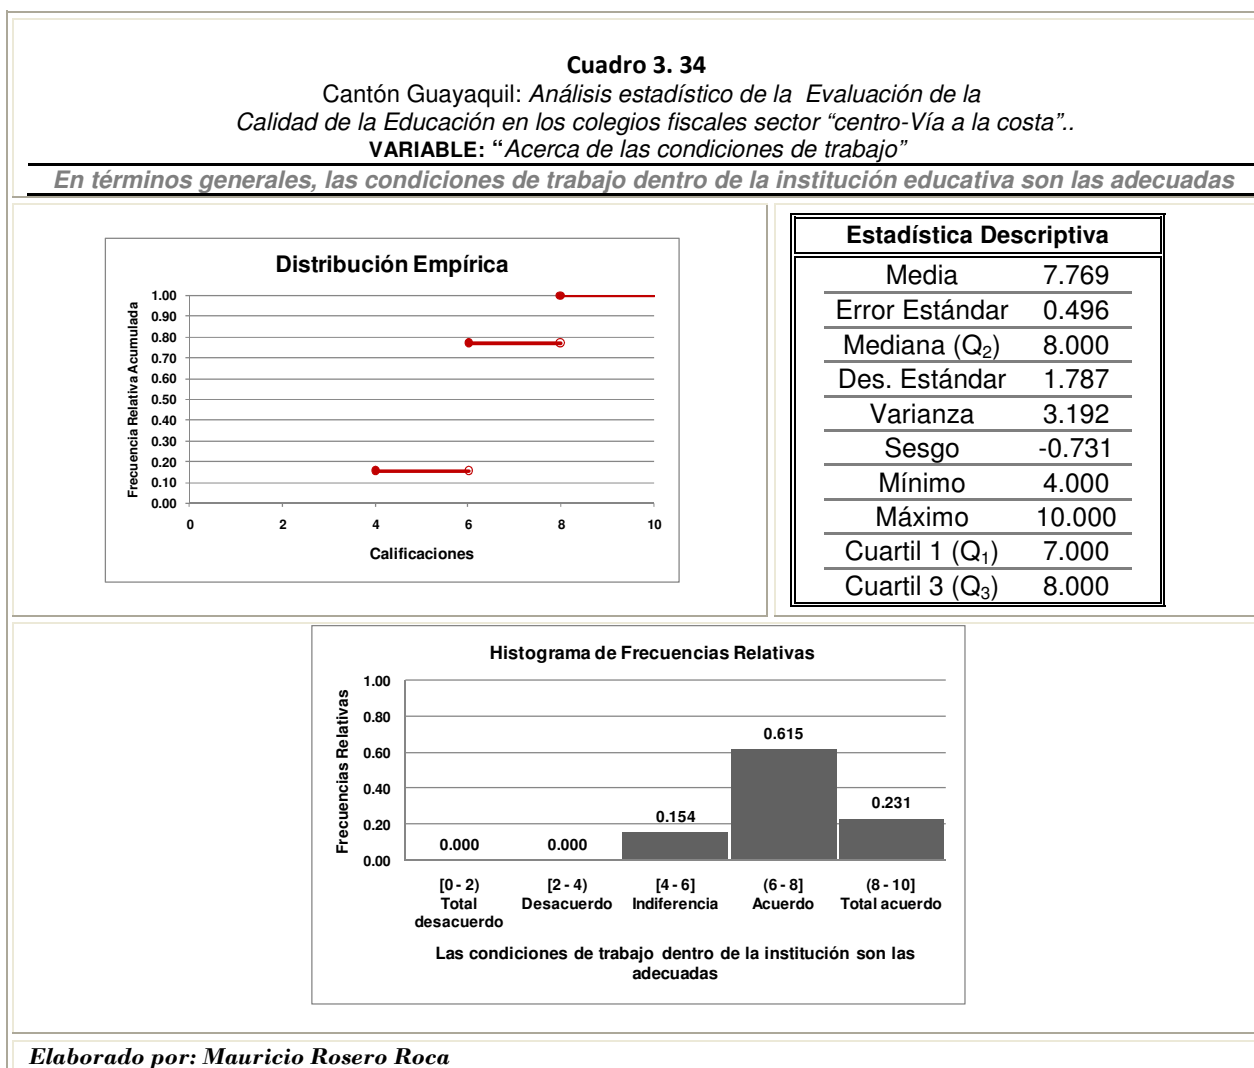 Cuadro 3. 34
Cantón Guayaquil: Análisis estadístico de la Evaluación de la
Calidad de la Educación en los colegios fiscales sector “centro-Vía a la costa”..
VARIABLE: “Acerca de las condiciones de trabajo”
En términos generales, las condiciones de trabajo dentro de la institución educativa son las adecuadas
Distribución Empírica
Frecuencia Relativa Acumulada
1.00
0.90
0.80
0.70
0.60
0.50
0.40
0.30
0.20
0.10
0.00
0 2 4 6 8 10
Calificaciones
Estadística Descriptiva
Media 7.769
Error Estándar 0.496
Mediana (Q₂) 8.000
Des. Estándar 1.787
Varianza 3.192
Sesgo -0.731
Mínimo 4.000
Máximo 10.000
Cuartil 1 (Q₁) 7.000
Cuartil 3 (Q₃) 8.000
Histograma de Frecuencias Relativas
Frecuencias Relativas
1.00
0.80
0.60
0.40
0.20
0.00
0.000 0.000 0.154 0.615 0.231
[0 - 2) [2 - 4) [4 - 6] (6 - 8] (8 - 10]
Total Desacuerdo Indiferencia Acuerdo Total acuerdo
desacuerdo
Las condiciones de trabajo dentro de la institución son las
adecuadas
Elaborado por: Mauricio Rosero Roca